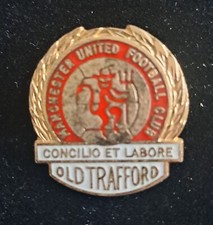 MANCHESTER UNITED FOOTBALL CLUB
CONCILIO ET LABORE
OLD TRAFFORD